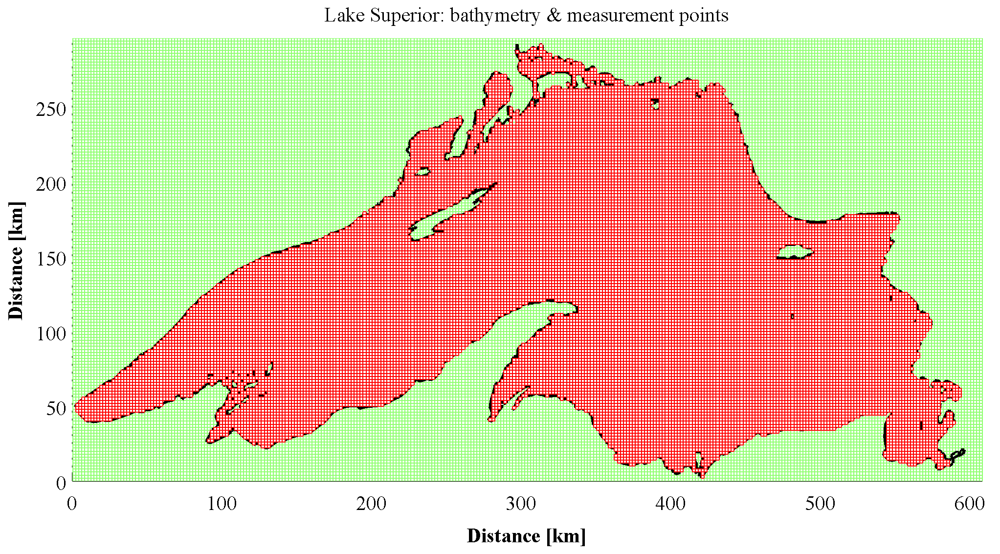 Lake Superior: bathymetry & measurement points
250
200
150
100
50
0
Distance [km]
0 100 200 300 400 500 600
Distance [km]